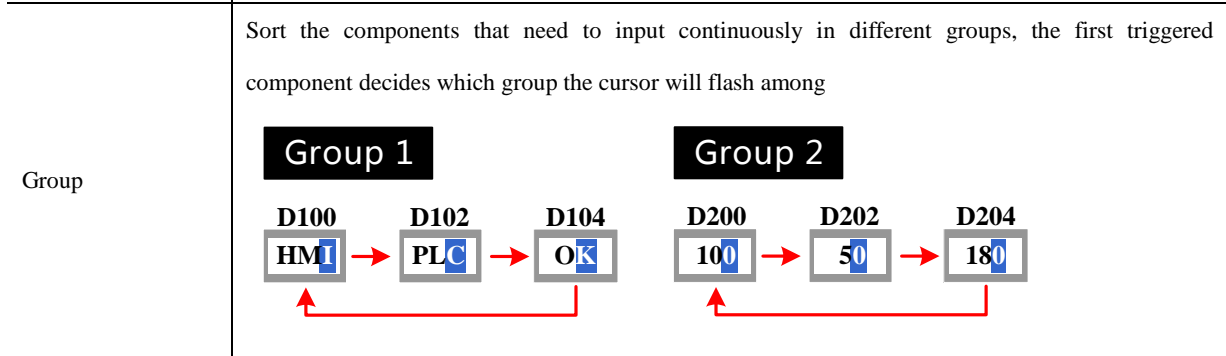 Sort the components that need to input continuously in different groups, the first triggered
component decides which group the cursor will flash among
Group
Group 1 Group 2
D100 D102 D104 D200 D202 D204
HMI PLC OK 100 50 180